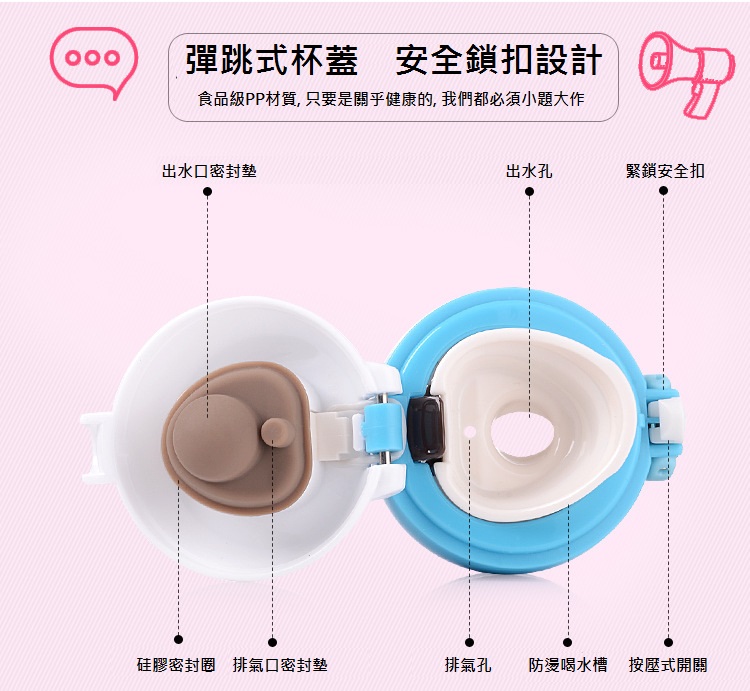 彈跳式杯蓋　安全鎖扣設計
食品級PP材質, 只要是關乎健康的, 我們都必須小題大作
出水口密封墊　出水孔　緊鎖安全扣
硅膠密封圈　排氣口密封墊　排氣孔　防燙喝水槽　按壓式開關